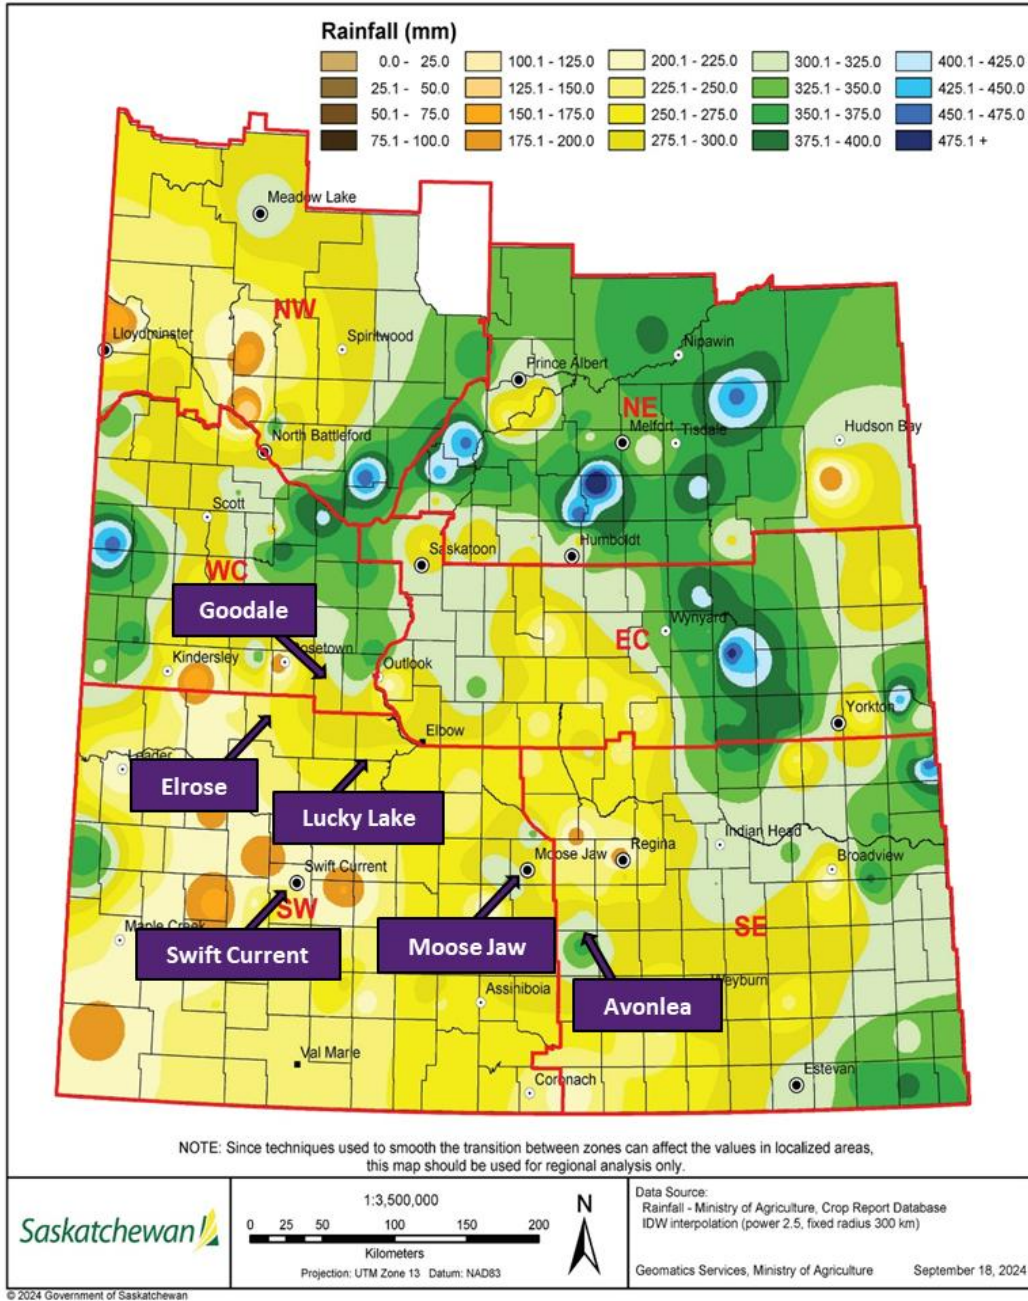 Rainfall (mm)
0.0 - 25.0
25.1 - 50.0
50.1 - 75.0
75.1 - 100.0
100.1 - 125.0
125.1 - 150.0
150.1 - 175.0
175.1 - 200.0
200.1 - 225.0
225.1 - 250.0
250.1 - 275.0
275.1 - 300.0
300.1 - 325.0
325.1 - 350.0
350.1 - 375.0
375.1 - 400.0
400.1 - 425.0
425.1 - 450.0
450.1 - 475.0
475.1 +
Meadow Lake
NW
Lloydminster
Spiritwood
Nipawin
Prince Albert
NE
Melfort
Tisdale
Hudson Bay
North Battleford
Scott
Saskatoon
Humboldt
WC
Goodale
Wynyard
EC
Kindersley
Rosetown
Outlook
Yorkton
Elbow
Leader
Elrose
Lucky Lake
Indian Head
Moose Jaw
Regina
Broadview
Swift Current
SW
SE
Maple Creek
Swift Current
Moose Jaw
Weyburn
Assiniboia
Avonlea
Val Marie
Coronach
Estevan
NOTE: Since techniques used to smooth the transition between zones can affect the values in localized areas,
this map should be used for regional analysis only.
Saskatchewan
1:3,500,000
0 25 50 100 150 200
Kilometers
Projection: UTM Zone 13 Datum: NAD83
N
Data Source:
Rainfall - Ministry of Agriculture, Crop Report Database
IDW interpolation (power 2.5, fixed radius 300 km)
Geomatics Services, Ministry of Agriculture September 18, 2024
© 2024 Government of Saskatchewan